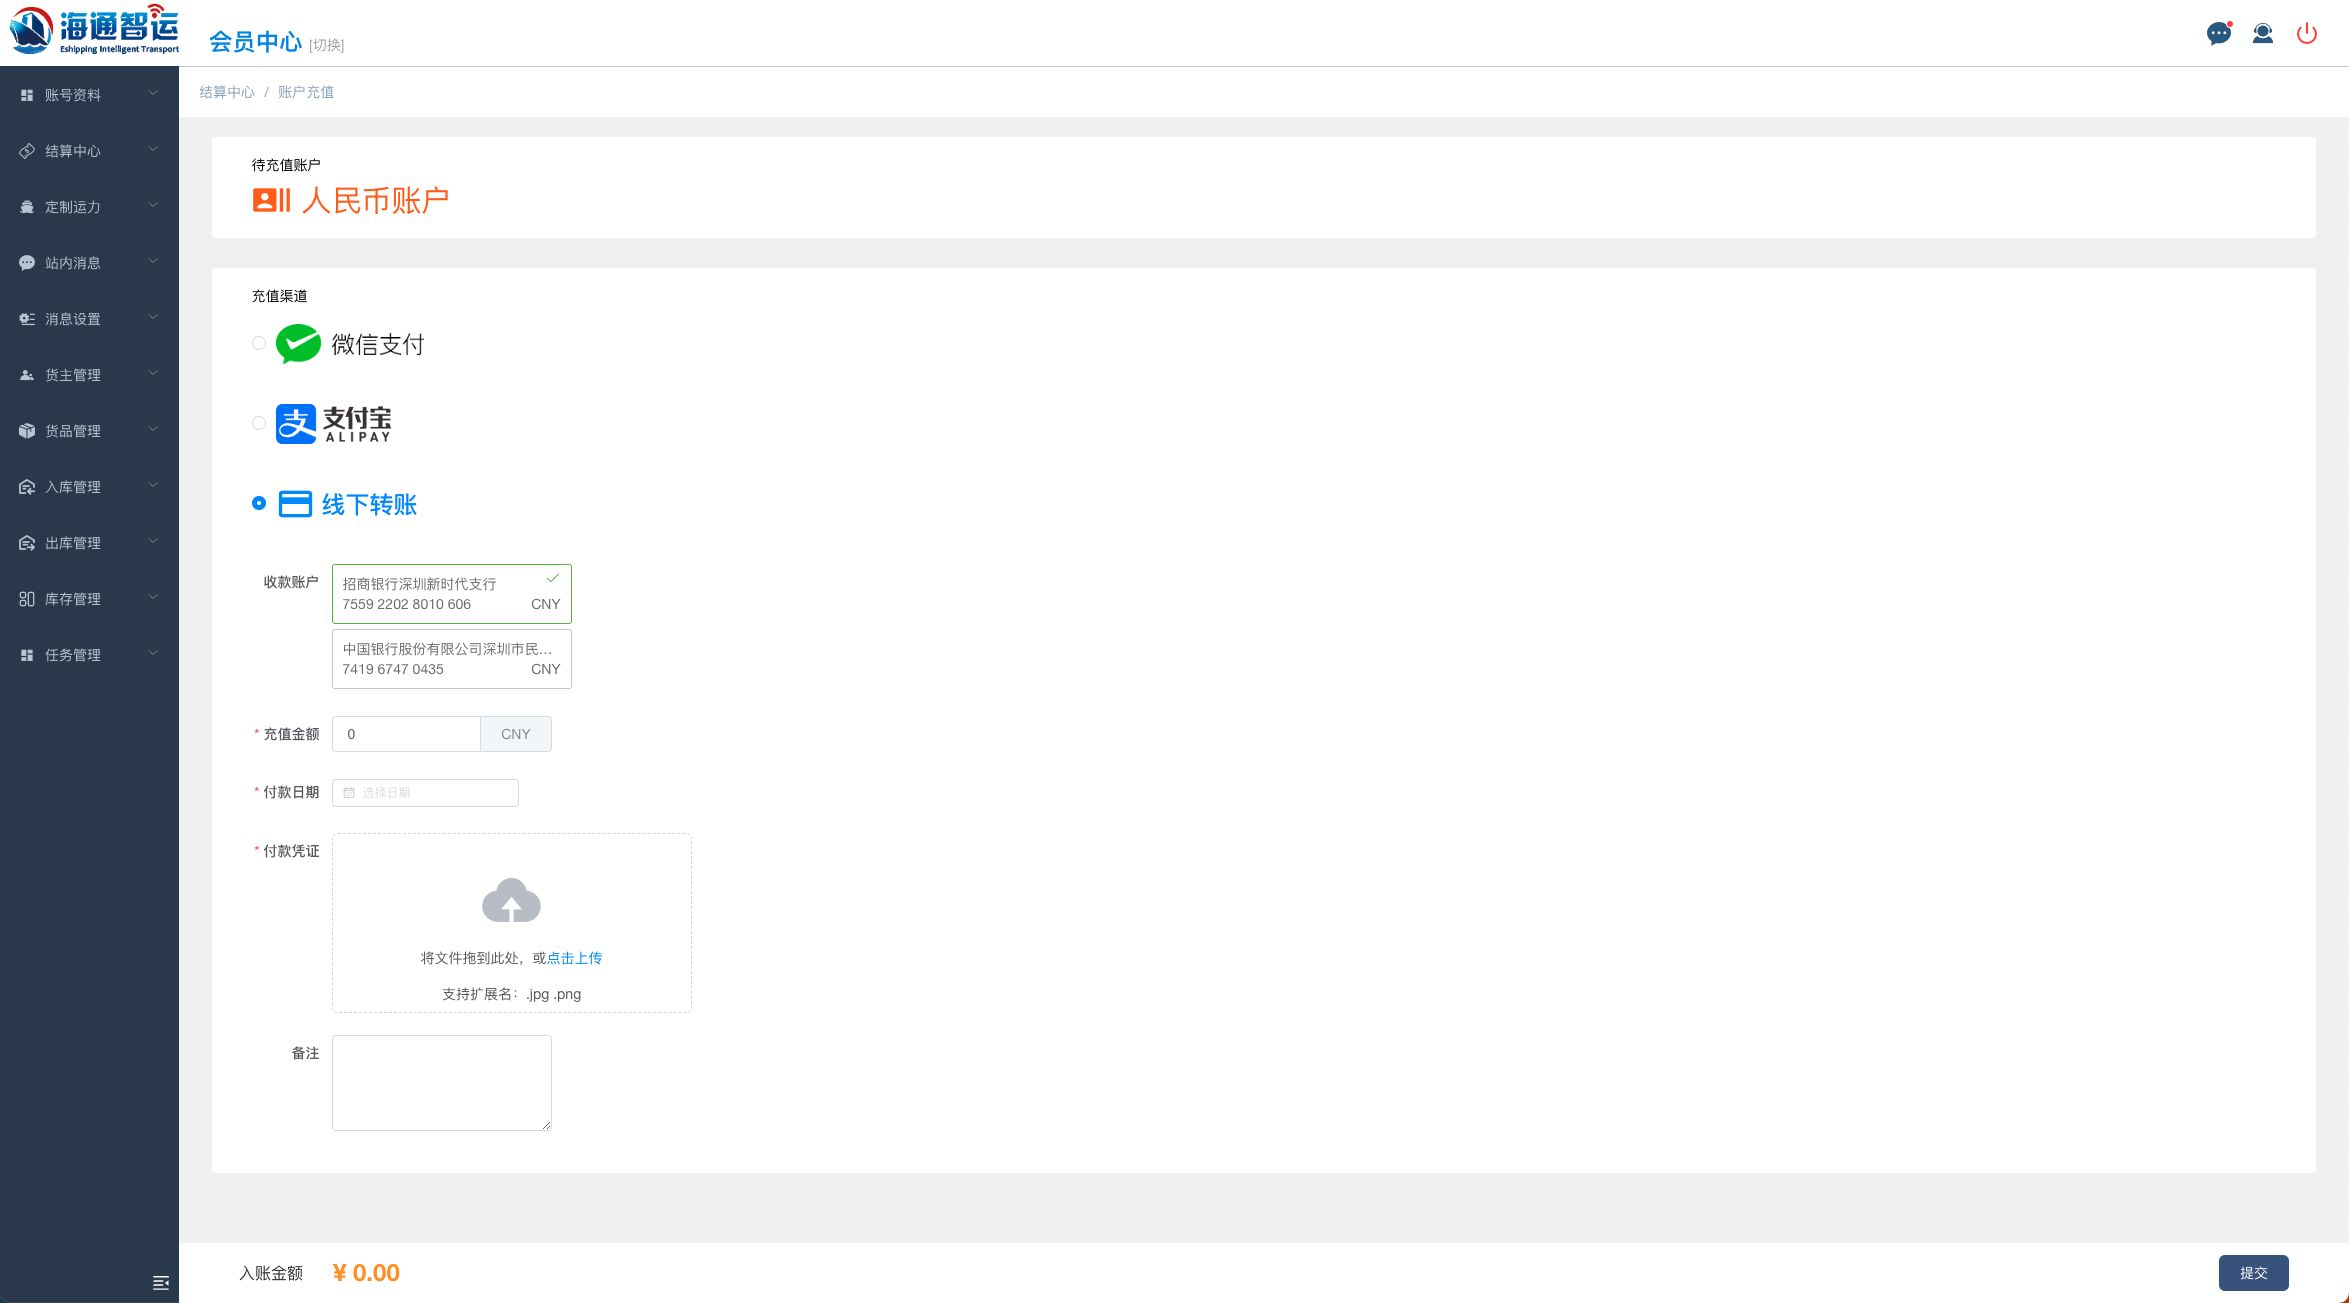 海通智运
Eshipping Intelligent Transport
会员中心 [切换]
账号资料
结算中心
定制运力
站内消息
消息设置
货主管理
货品管理
入库管理
出库管理
库存管理
任务管理
结算中心 / 账户充值
待充值账户
人民币账户
充值渠道
微信支付
支 支付宝
ALIPAY
线下转账
收款账户
招商银行深圳新时代支行
7559 2202 8010 606 CNY
中国银行股份有限公司深圳市民...
7419 6747 0435 CNY
* 充值金额 0 CNY
* 付款日期 选择日期
* 付款凭证
将文件拖到此处，或点击上传
支持扩展名：.jpg .png
备注
入账金额 ¥ 0.00
提交